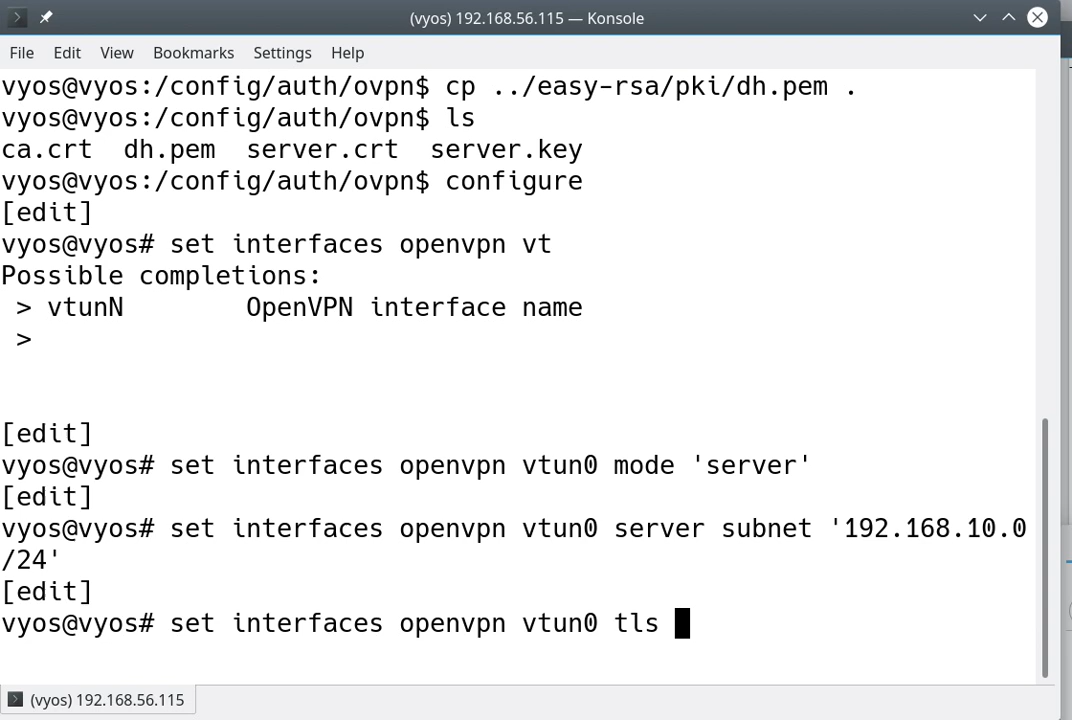 (vyos) 192.168.56.115 — Konsole
File Edit View Bookmarks Settings Help
vyos@vyos:/config/auth/ovpn$ cp ../easy-rsa/pki/dh.pem .
vyos@vyos:/config/auth/ovpn$ ls
ca.crt  dh.pem  server.crt  server.key
vyos@vyos:/config/auth/ovpn$ configure
[edit]
vyos@vyos# set interfaces openvpn vt
Possible completions:
 > vtunN        OpenVPN interface name
 >
[edit]
vyos@vyos# set interfaces openvpn vtun0 mode 'server'
[edit]
vyos@vyos# set interfaces openvpn vtun0 server subnet '192.168.10.0
/24'
[edit]
vyos@vyos# set interfaces openvpn vtun0 tls
(vyos) 192.168.56.115